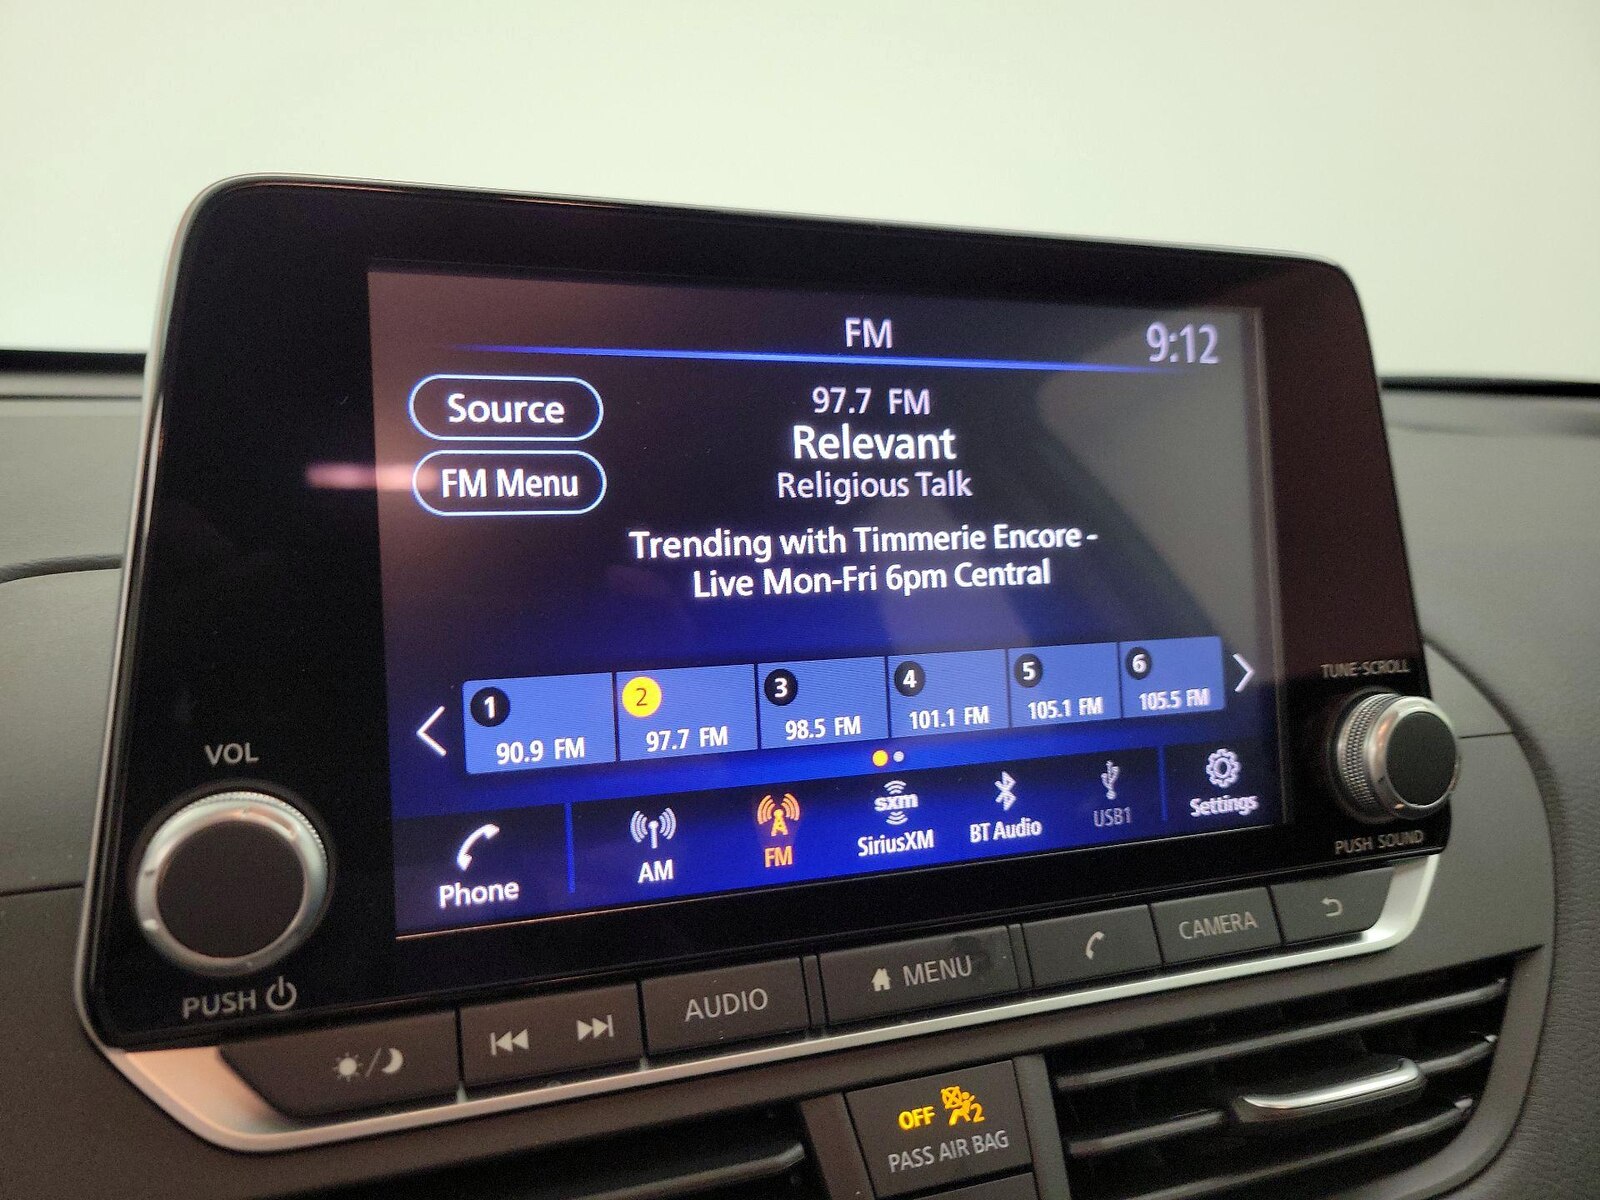 FM
9:12
Source
97.7 FM
Relevant
FM Menu
Religious Talk
Trending with Timmerie Encore -
Live Mon-Fri 6pm Central
1
2
3
4
5
6
90.9 FM
97.7 FM
98.5 FM
101.1 FM
105.1 FM
105.5 FM
Phone
AM
FM
sxm
SiriusXM
BT Audio
USB1
Settings
VOL
PUSH
TUNE·SCROLL
PUSH SOUND
AUDIO
MENU
CAMERA
OFF
2
PASS AIR BAG